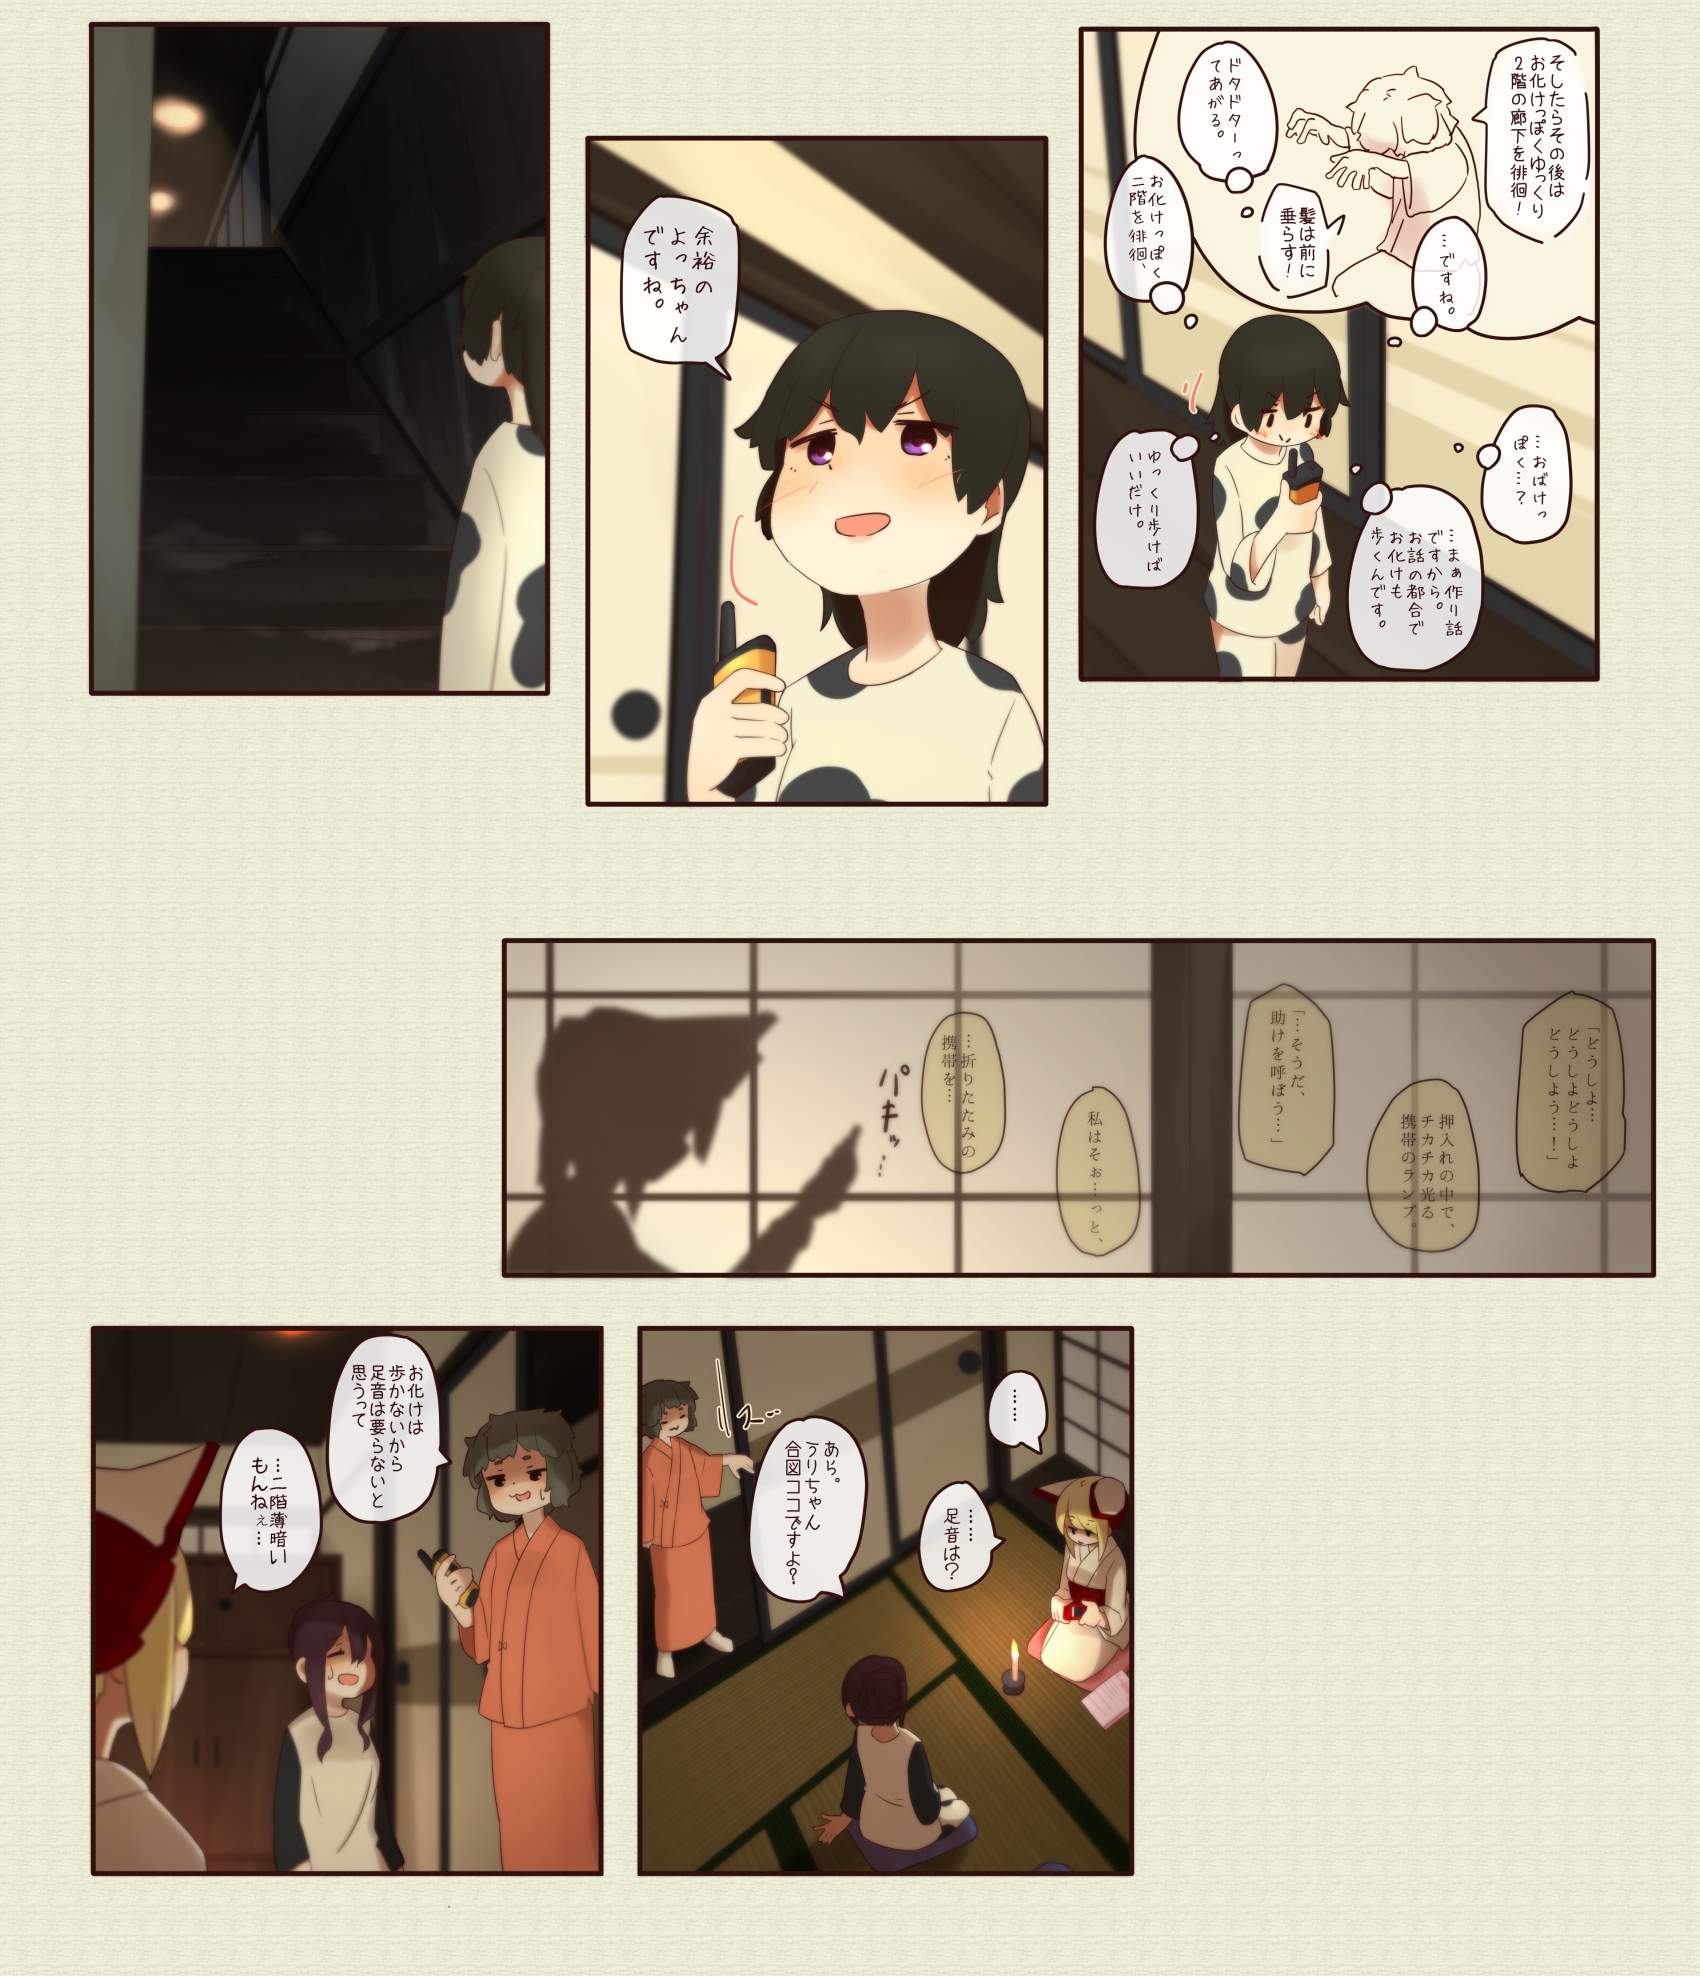 そしたらその後は
お化けっぽくゆっくり
2階の廊下を徘徊!
髪は前に
垂らす!
ドタドターっ
てあがる。
お化けっぽく
二階を徘徊、
…ですね。
…おばけっ
ぽく…?
…まぁ作り話
ですから。
お話の都合で
お化けも
歩くんです。
ゆっくり歩けば
いいだけ。
余裕の
よっちゃん
ですね。
「どうしよ…
どうしよどうしよ
どうしよう…!」
押入れの中で、
チカチカ光る
携帯のランプ。
「…そうだ、
助けを呼ぼう…」
私はそぉ…っと、
…折りたたみの
携帯を…
パキッ…
……
……
足音は?
スー…
あら。
うりちゃん
合図ココですよ?
お化けは
歩かないから
足音は要らないと
思うって
…二階薄暗い
もんねぇ…